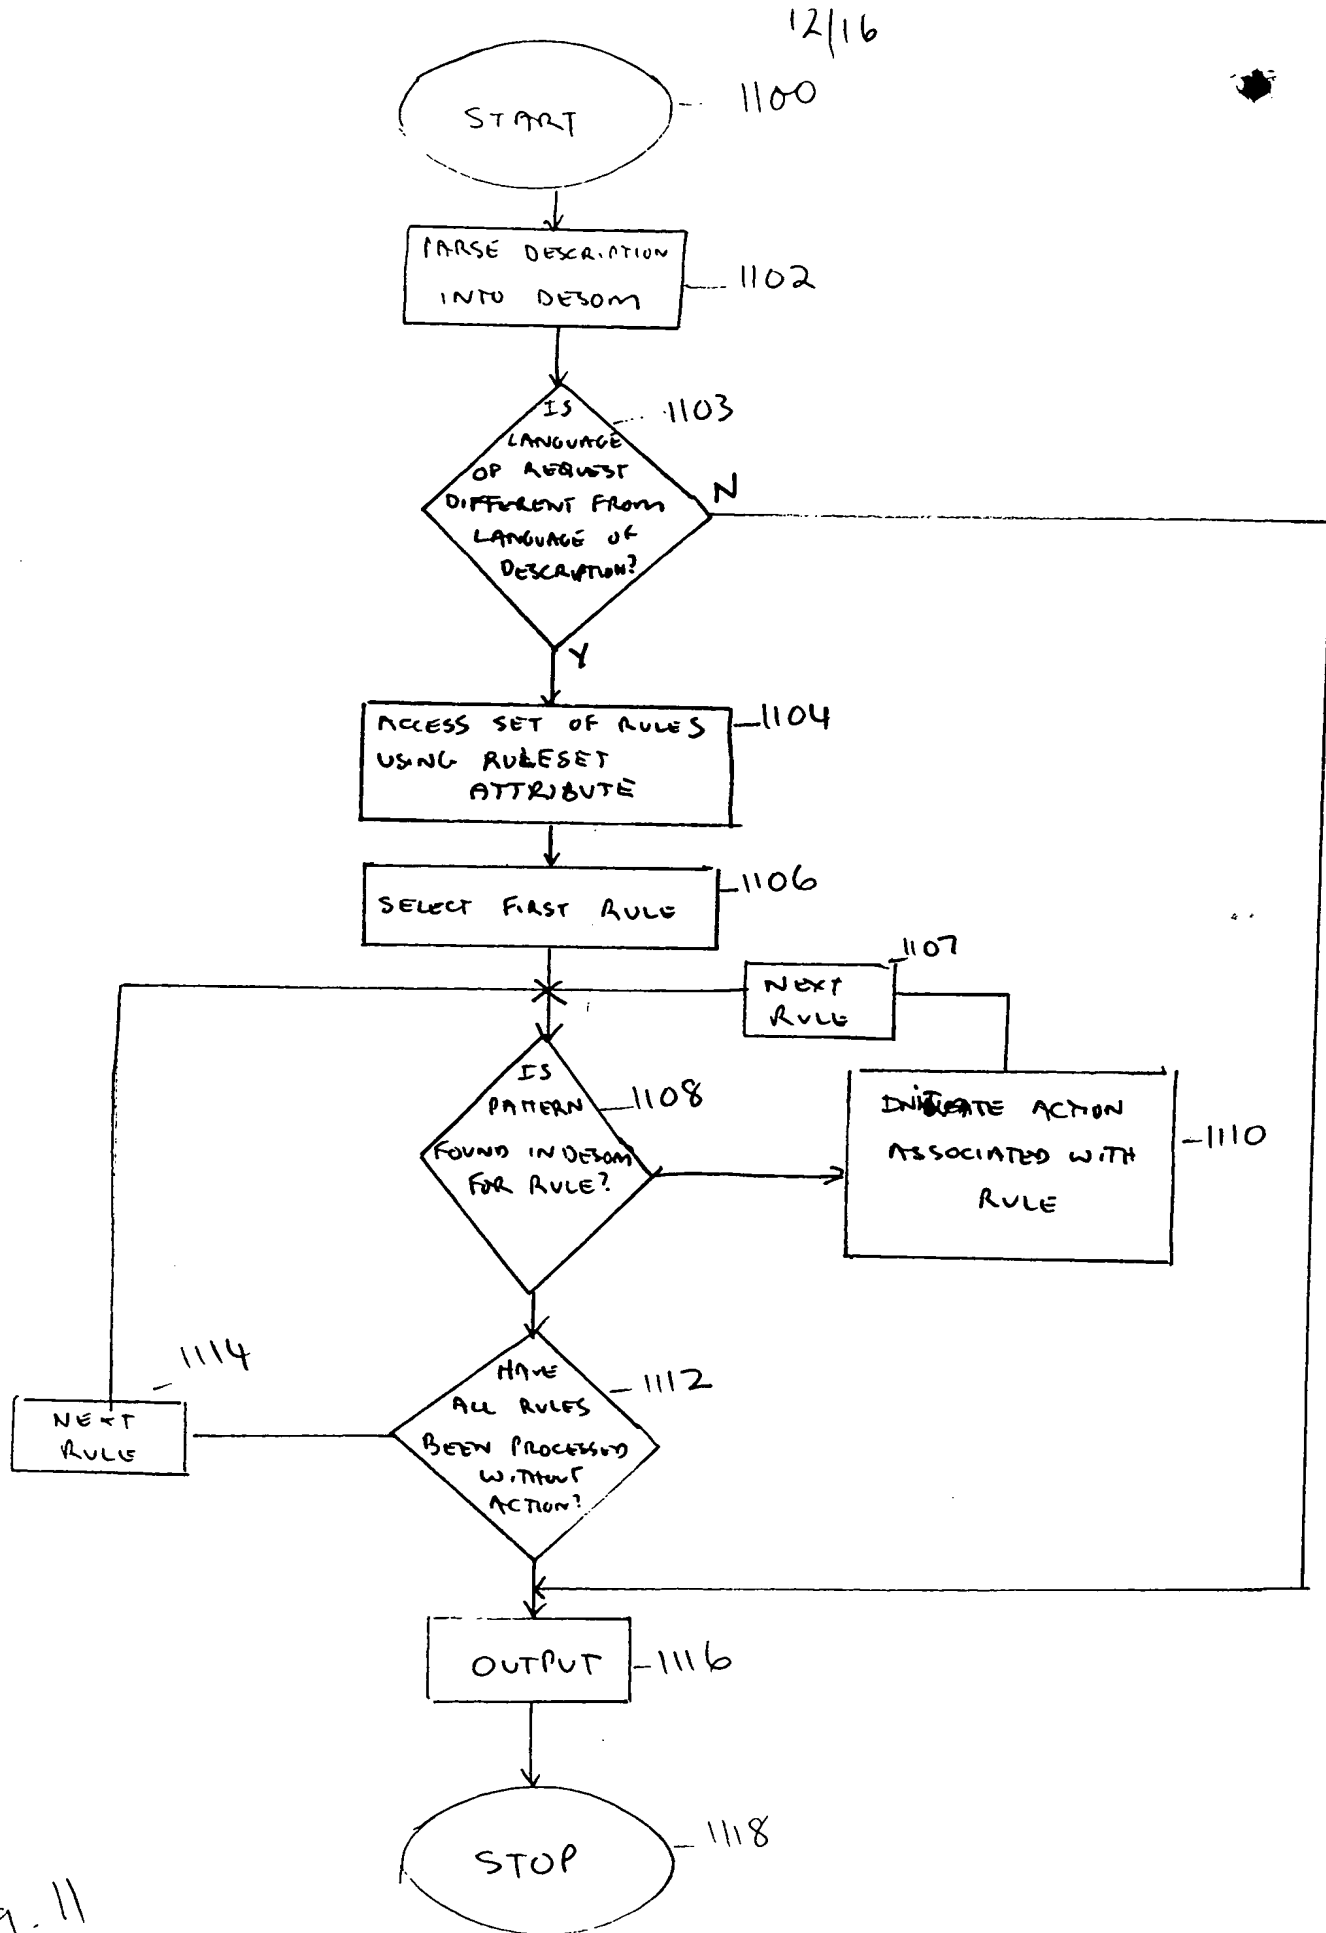 12/16
START
1100
PARSE DESCRIPTION
INTO DESOM
1102
IS
LANGUAGE
OF REQUEST
DIFFERENT FROM
LANGUAGE OF
DESCRIPTION?
1103
N
Y
ACCESS SET OF RULES
USING RULESET
ATTRIBUTE
1104
SELECT FIRST RULE
1106
1107
NEXT
RULE
IS
PATTERN
FOUND IN DESOM
FOR RULE?
1108
INITIATE ACTION
ASSOCIATED WITH
RULE
1110
1114
NEXT
RULE
HAVE
ALL RULES
BEEN PROCESSED
WITHOUT
ACTION?
1112
OUTPUT
1116
STOP
1118
. 11